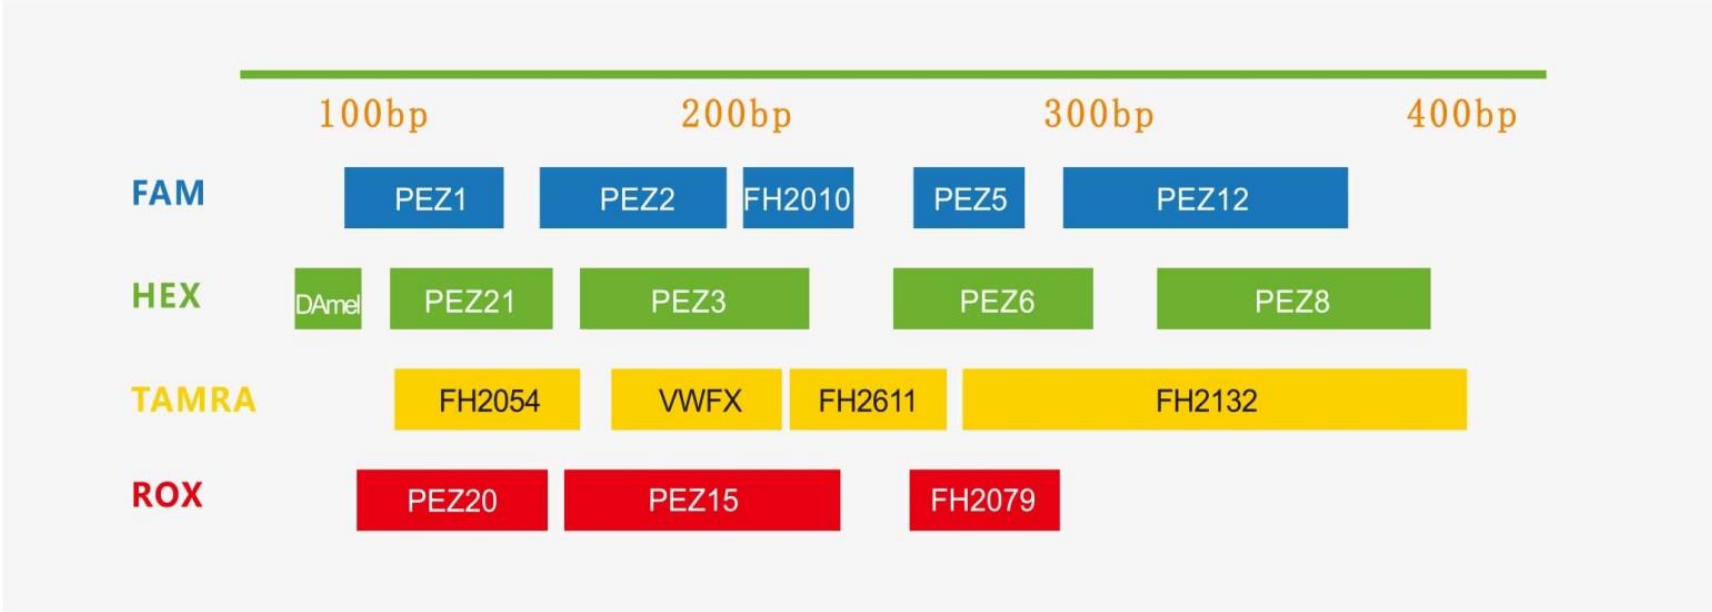 100bp 200bp 300bp 400bp
FAM PEZ1 PEZ2 FH2010 PEZ5 PEZ12
HEX DAmel PEZ21 PEZ3 PEZ6 PEZ8
TAMRA FH2054 VWFX FH2611 FH2132
ROX PEZ20 PEZ15 FH2079